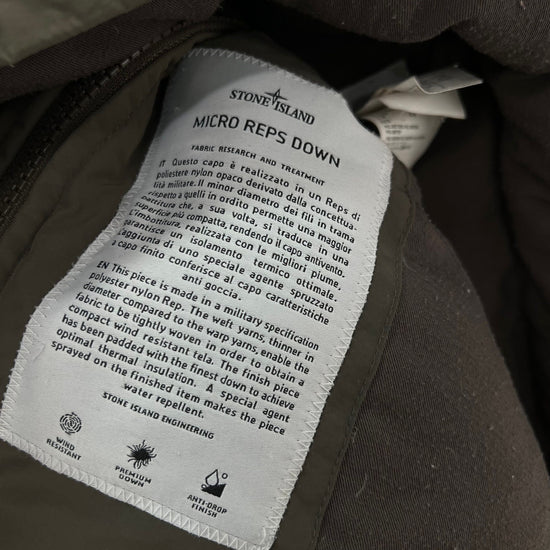 STONE ISLAND
MICRO REPS DOWN
FABRIC RESEARCH AND TREATMENT
IT Questo capo è realizzato in un Reps di
poliestere nylon opaco derivato dalla Concettua-
lità militare. Il minor diametro dei fili in trama
rispetto a quelli in ordito permette una maggior
battitura che, a sua volta, si traduce in una
superficie più compatta, rendendo il capo antivento.
L'imbottitura, realizzata con le migliori piume,
garantisce un isolamento termico ottimale.
L'aggiunta di uno speciale agente spruzzato
a capo finito conferisce al capo caratteristiche
anti goccia.
EN This piece is made in a military specification
polyester nylon Rep. The weft yarns, thinner in
diameter compared to the warp yarns, enable the
fabric to be tightly woven in order to obtain a
compact wind resistant tela. The finish piece
has been padded with the finest down to achieve
optimal thermal insulation. A special agent
sprayed on the finished item makes the piece
water repellent.
STONE ISLAND ENGINEERING
WIND
RESISTANT
PREMIUM
DOWN
ANTI-DROP
FINISH